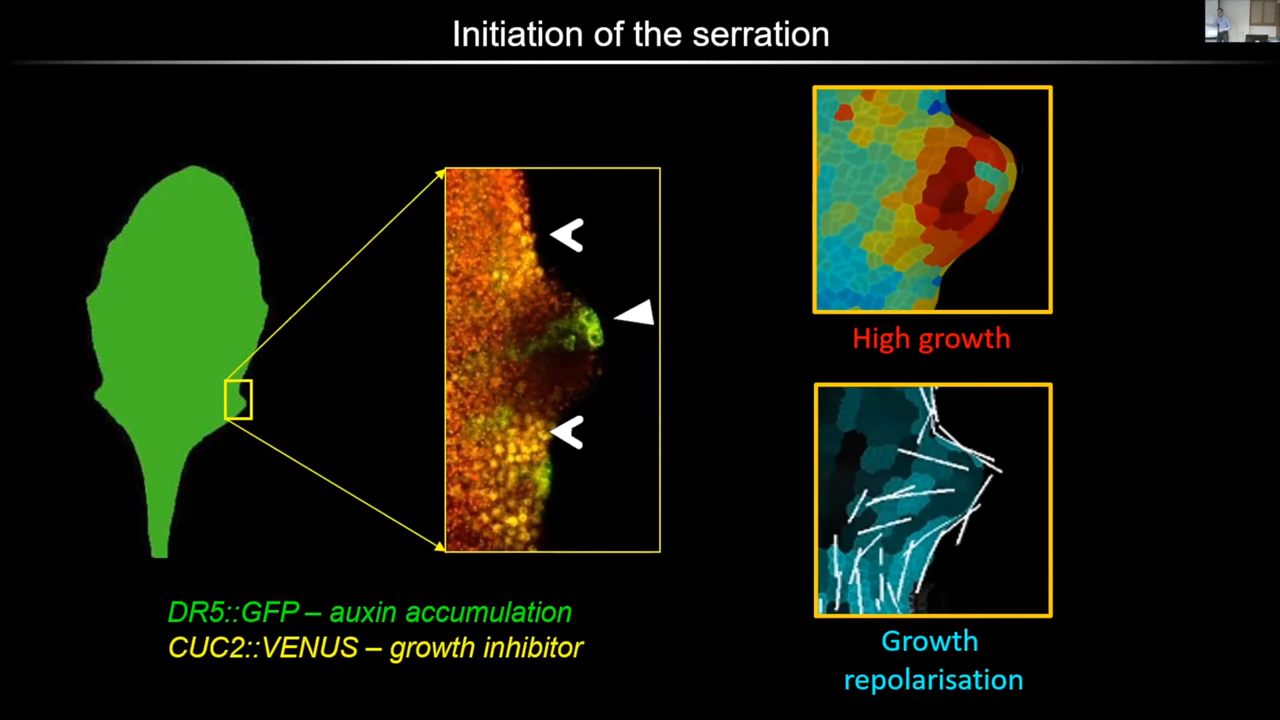 Initiation of the serration
High growth
DR5::GFP – auxin accumulation
CUC2::VENUS – growth inhibitor
Growth
repolarisation